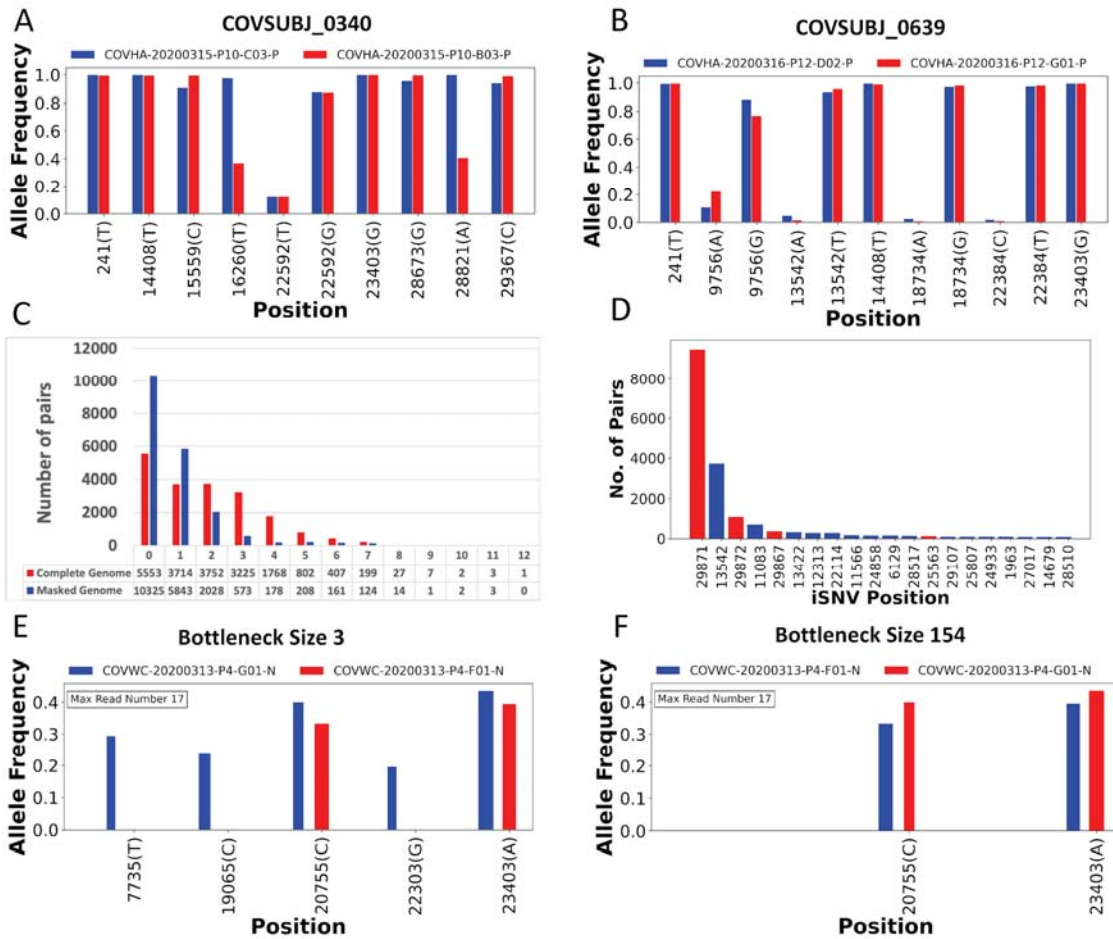 A
COVSUBJ_0340
COVHA-20200315-P10-C03-P
COVHA-20200315-P10-B03-P
Allele Frequency
1.0
0.8
0.6
0.4
0.2
0.0
241(T)
14408(T)
15559(C)
16260(T)
22592(T)
22592(G)
23403(G)
28673(G)
28821(A)
29367(C)
Position
B
COVSUBJ_0639
COVHA-20200316-P12-D02-P
COVHA-20200316-P12-G01-P
Allele Frequency
1.0
0.8
0.6
0.4
0.2
0.0
241(T)
9756(A)
9756(G)
13542(A)
13542(T)
14408(T)
18734(A)
18734(G)
22384(C)
22384(T)
23403(G)
Position
C
Number of pairs
12000
10000
8000
6000
4000
2000
0
0 1 2 3 4 5 6 7 8 9 10 11 12
Complete Genome 5553 3714 3752 3225 1768 802 407 199 27 7 2 3 1
Masked Genome 10325 5843 2028 573 178 208 161 124 14 1 2 3 0
D
No. of Pairs
8000
6000
4000
2000
0
29871
13542
29872
11083
29867
13422
12313
22114
11566
24858
6129
28517
25563
29107
25807
24933
1963
27017
14679
28510
iSNV Position
E
Bottleneck Size 3
COVWC-20200313-P4-G01-N
COVWC-20200313-P4-F01-N
Max Read Number 17
Allele Frequency
0.4
0.3
0.2
0.1
0.0
7735(T)
19065(C)
20755(C)
22303(G)
23403(A)
Position
F
Bottleneck Size 154
COVWC-20200313-P4-F01-N
COVWC-20200313-P4-G01-N
Max Read Number 17
Allele Frequency
0.4
0.3
0.2
0.1
0.0
20755(C)
23403(A)
Position